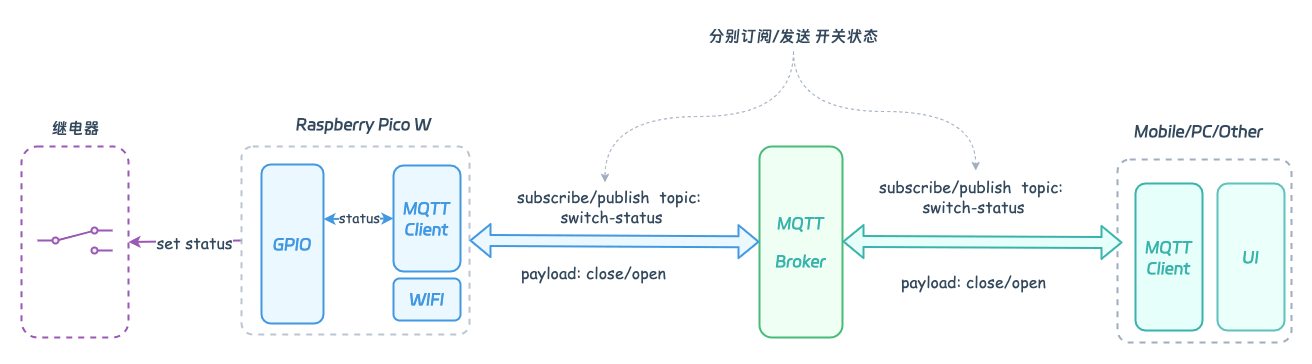 分别订阅/发送 开关状态
继电器
set status
Raspberry Pico W
GPIO
status
MQTT
Client
WIFI
subscribe/publish topic:
switch-status
payload: close/open
MQTT
Broker
subscribe/publish topic:
switch-status
payload: close/open
Mobile/PC/Other
MQTT
Client
UI